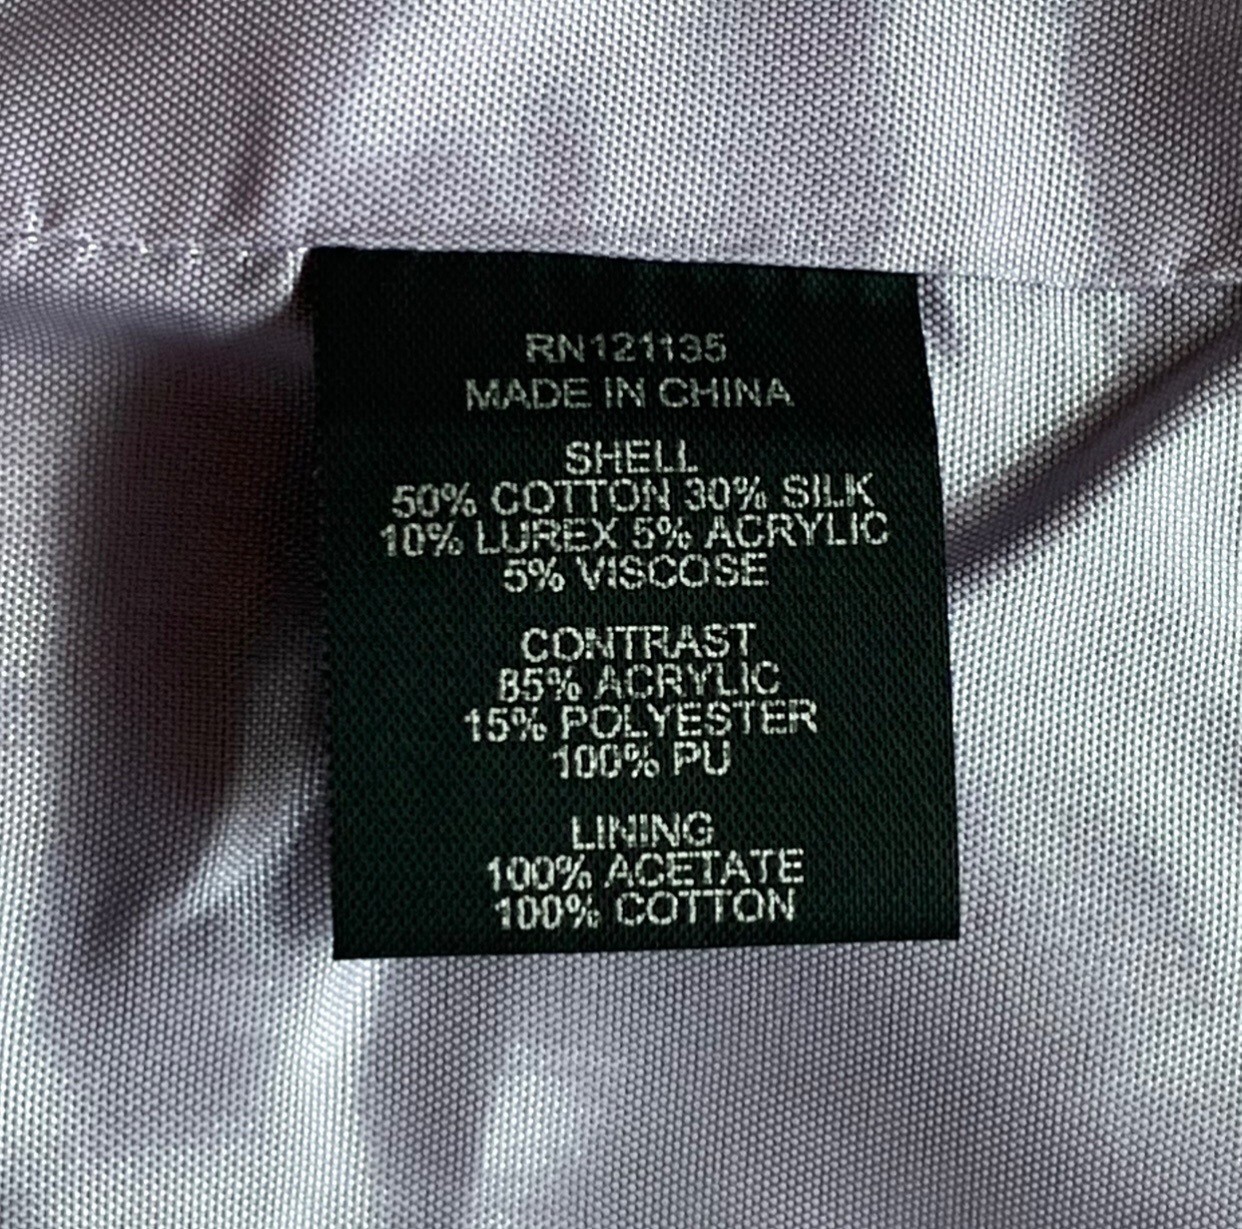 RN121135
MADE IN CHINA
SHELL
50% COTTON 30% SILK
10% LUREX 5% ACRYLIC
5% VISCOSE
CONTRAST
85% ACRYLIC
15% POLYESTER
100% PU
LINING
100% ACETATE
100% COTTON